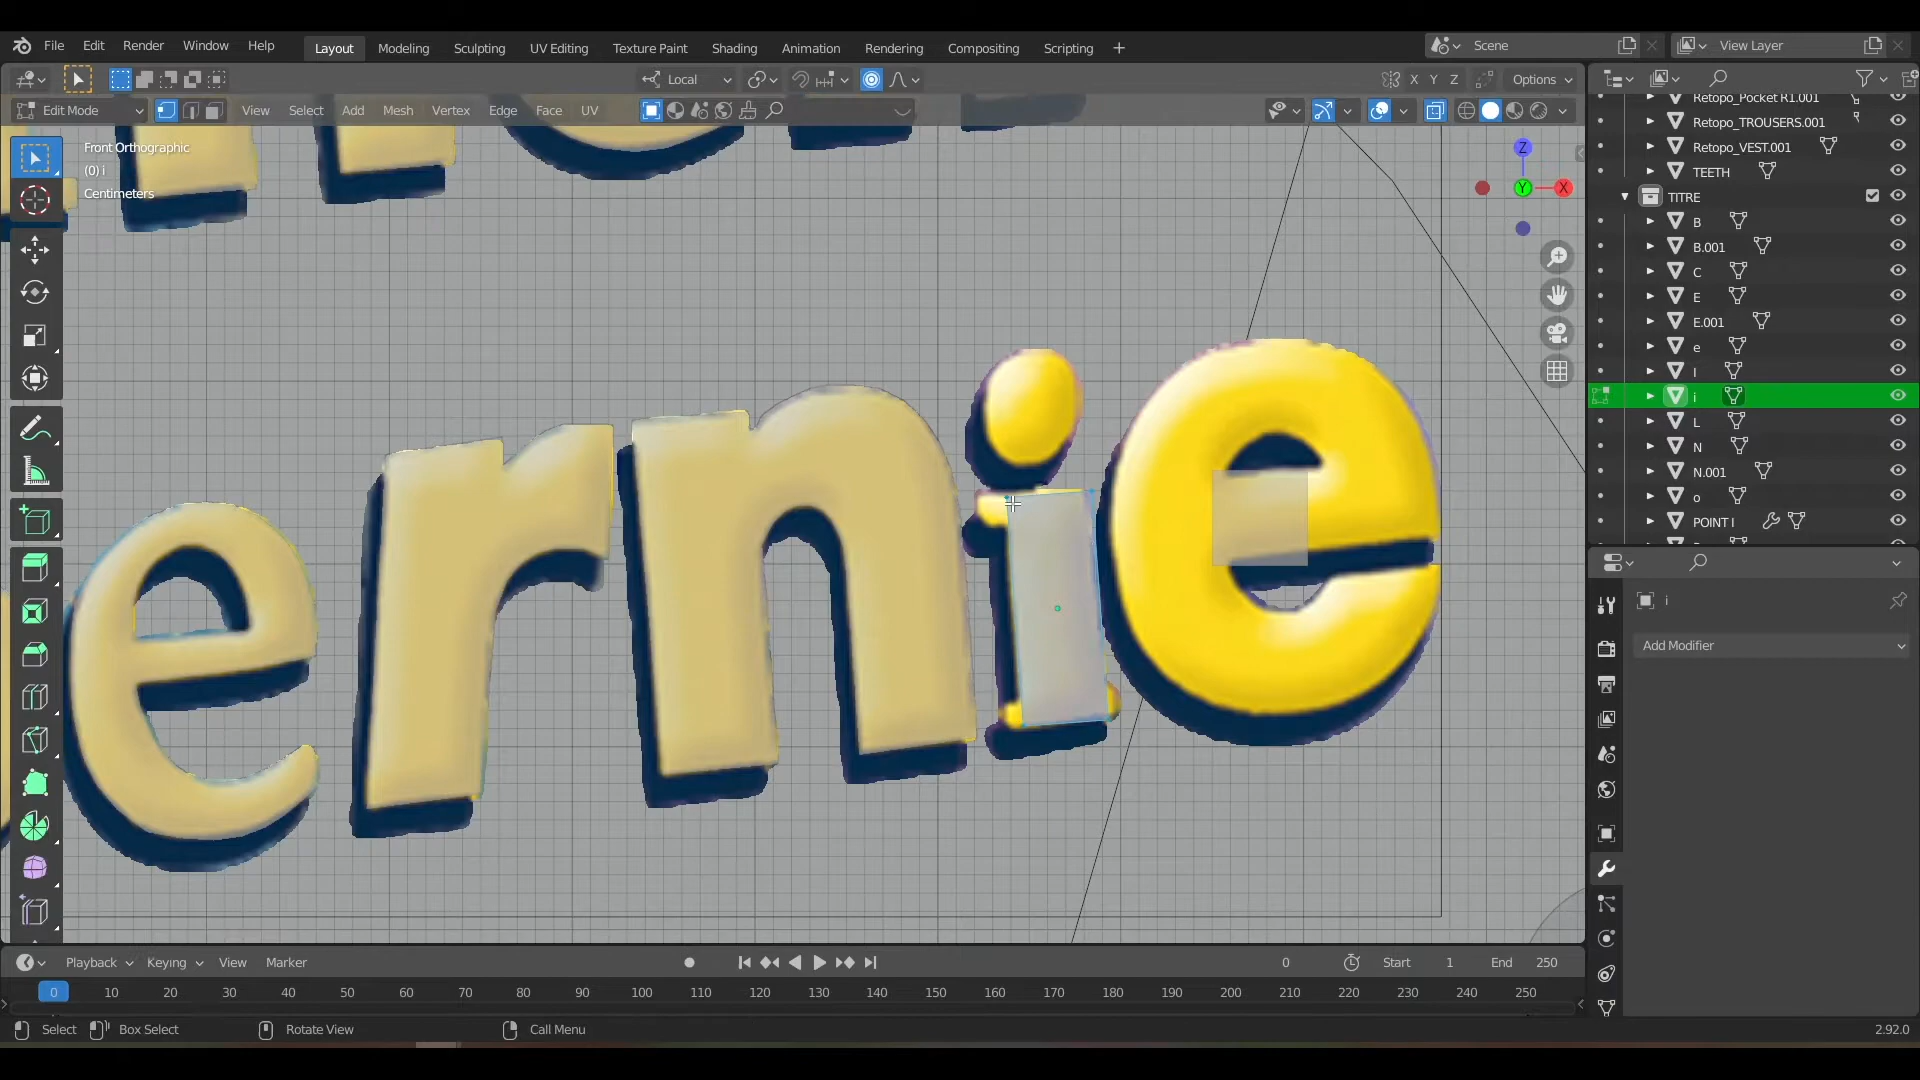 File Edit Render Window Help Layout Modeling Sculpting UV Editing Texture Paint Shading Animation Rendering Compositing Scripting + Scene View Layer
Local X Y Z Options
Edit Mode View Select Add Mesh Vertex Edge Face UV
Front Orthographic
(0) i
Centimeters
Z
Y
X
ernie
Retopo_Pocket R1.001
Retopo_TROUSERS.001
Retopo_VEST.001
TEETH
TITRE
B
B.001
C
E
E.001
e
I
i
L
N
N.001
o
POINT I
i
Add Modifier
Playback Keying View Marker 0 Start 1 End 250
0 10 20 30 40 50 60 70 80 90 100 110 120 130 140 150 160 170 180 190 200 210 220 230 240 250
Select Box Select Rotate View Call Menu 2.92.0